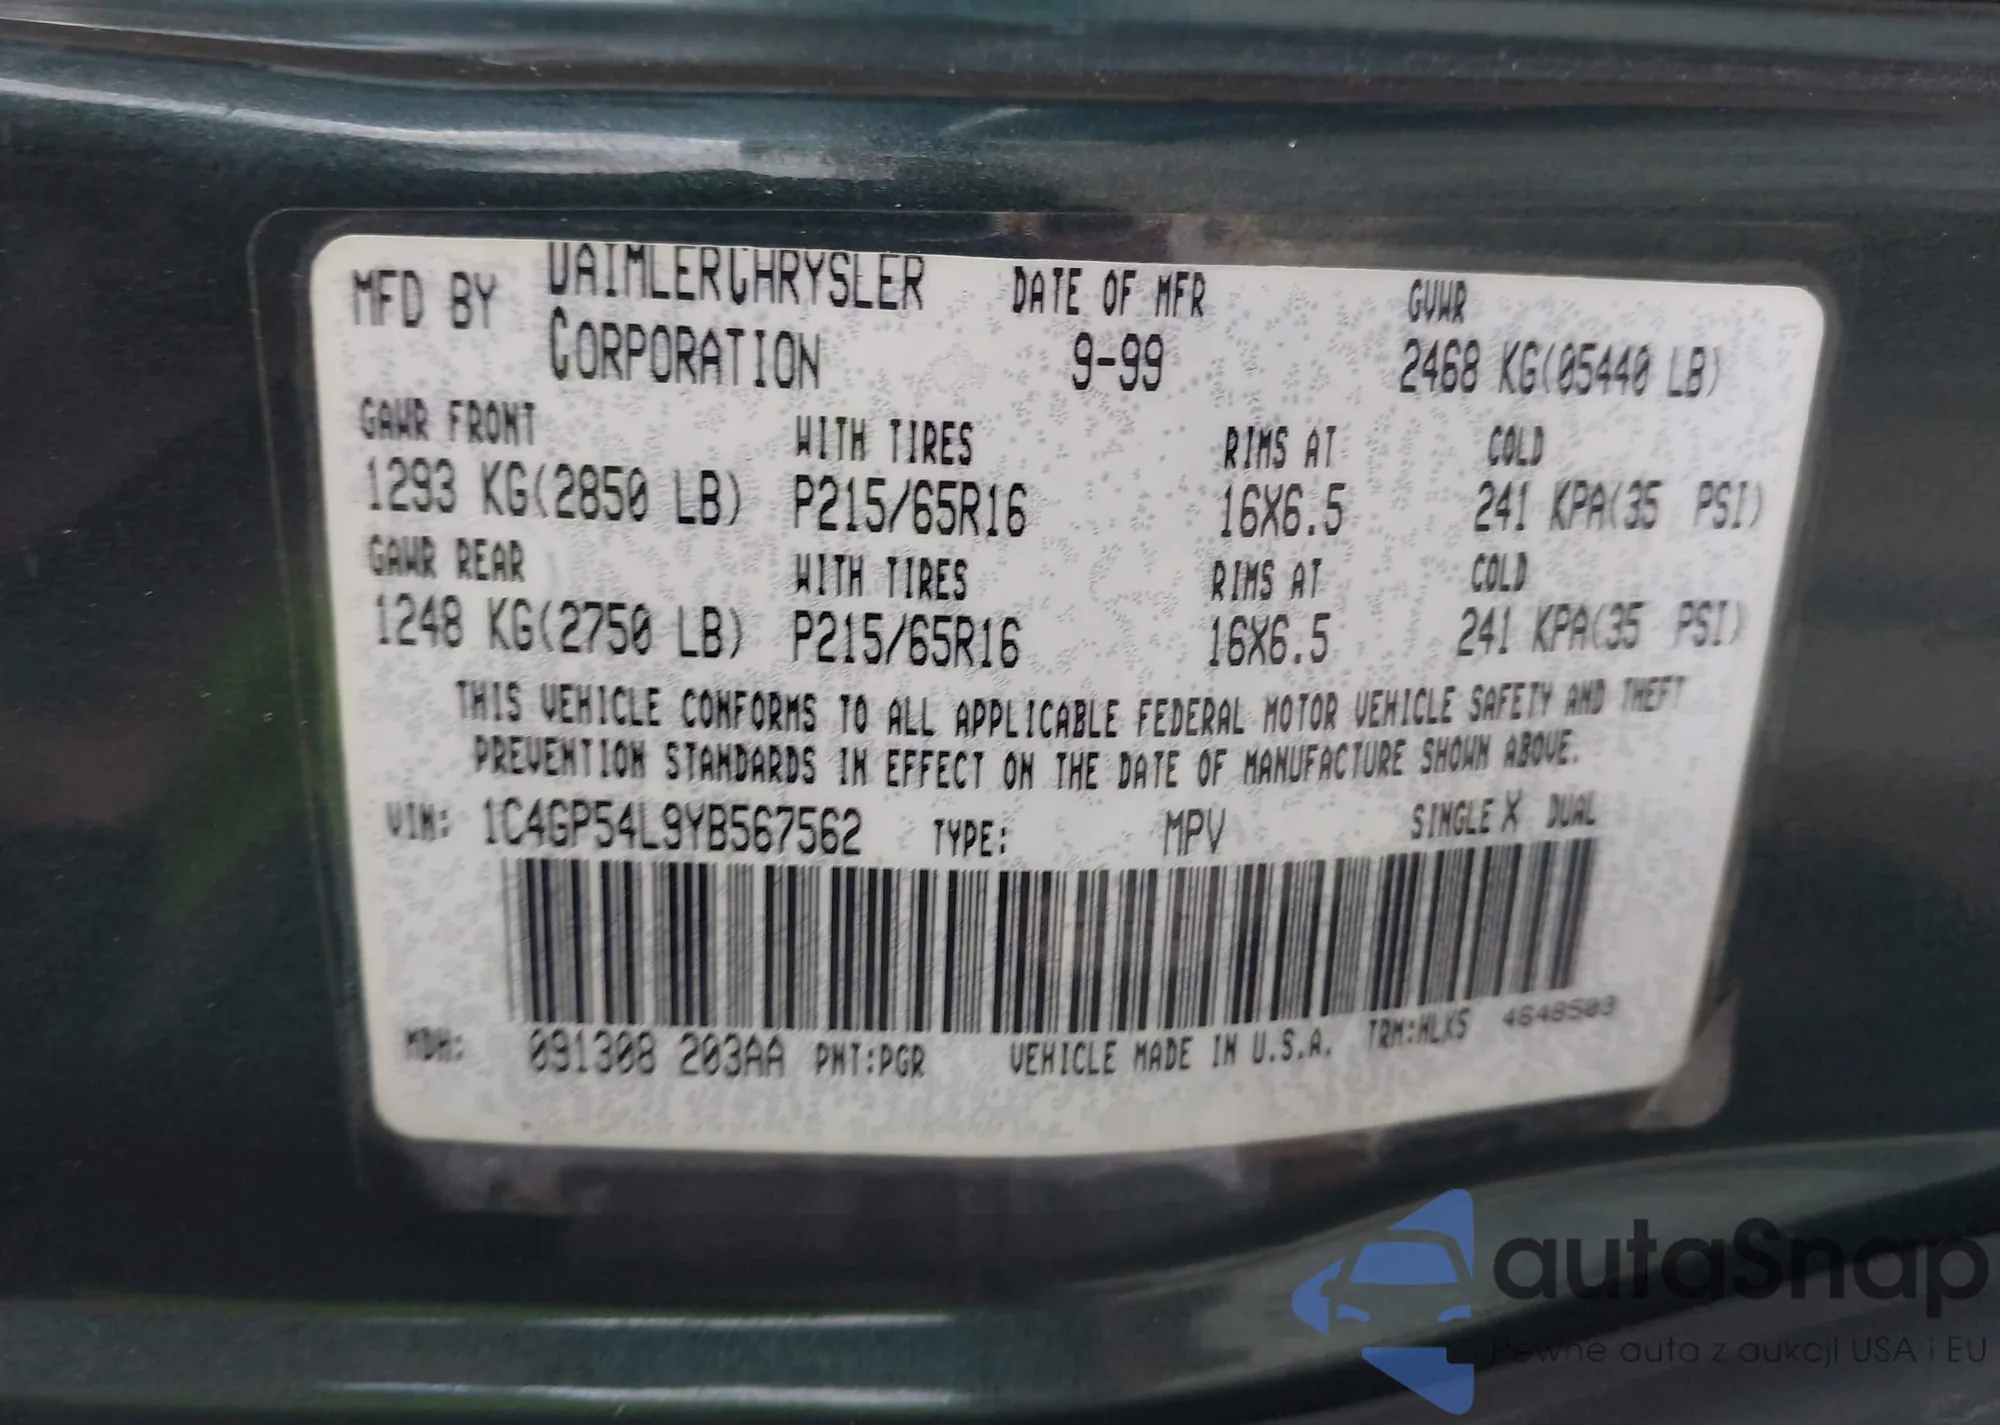 MFD BY DAIMLERCHRYSLER CORPORATION DATE OF MFR 9-99 GVWR 2468 KG(05440 LB)
GAWR FRONT WITH TIRES RIMS AT COLD
1293 KG(2850 LB) P215/65R16 16X6.5 241 KPA(35 PSI)
GAWR REAR WITH TIRES RIMS AT COLD
1248 KG(2750 LB) P215/65R16 16X6.5 241 KPA(35 PSI)
THIS VEHICLE CONFORMS TO ALL APPLICABLE FEDERAL MOTOR VEHICLE SAFETY AND THEFT
PREVENTION STANDARDS IN EFFECT ON THE DATE OF MANUFACTURE SHOWN ABOVE.
VIN: 1C4GP54L9YB567562 TYPE: MPV SINGLE X DUAL
MDH: 091308 203AA PNT:PGR VEHICLE MADE IN U.S.A. TRM:HLK5 4648503
autaSnap
Pewne auta z aukcji USA i EU